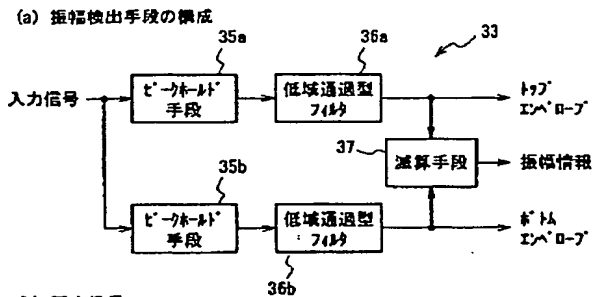 (a) 振幅検出手段の構成
35a
36a
33
入力信号
ﾋﾟｰｸﾎｰﾙﾄﾞ
手段
低域通過型
ﾌｨﾙﾀ
ﾄｯﾌﾟ
ｴﾝﾍﾞﾛｰﾌﾟ
37
減算手段
振幅情報
35b
ﾋﾟｰｸﾎｰﾙﾄﾞ
手段
低域通過型
ﾌｨﾙﾀ
ﾎﾞﾄﾑ
ｴﾝﾍﾞﾛｰﾌﾟ
36b